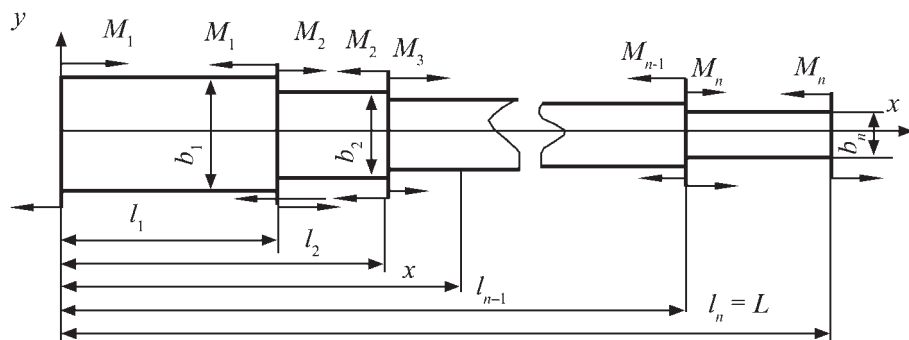 y
M₁
M₁
M₂
M₂
M₃
Mₙ₋₁
Mₙ
Mₙ
x
b₁
b₂
bₙ
l₁
l₂
x
lₙ₋₁
lₙ = L